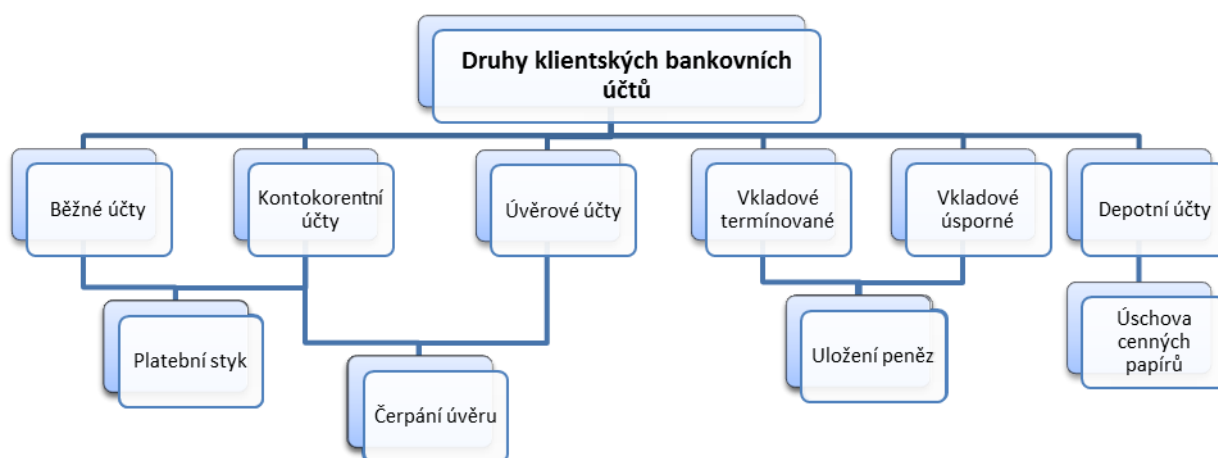 Druhy klientských bankovních
účtů
Běžné účty
Kontokorentní
účty
Úvěrové účty
Vkladové
termínované
Vkladové
úsporné
Depotní účty
Platební styk
Čerpání úvěru
Uložení peněz
Úschova
cenných
papírů